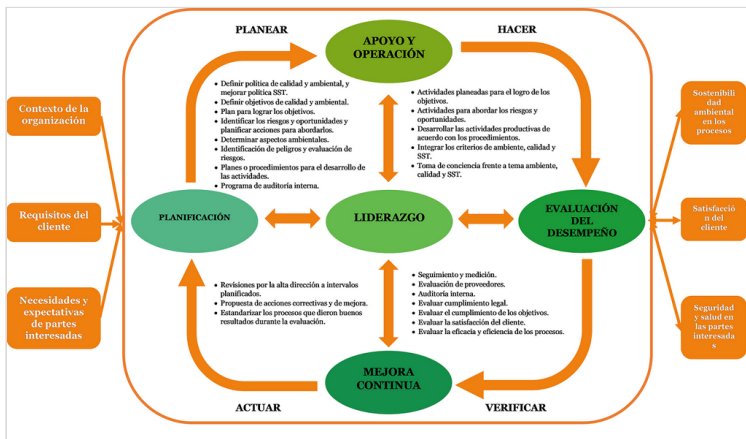 PLANEAR
HACER
APOYO Y
OPERACIÓN
Contexto de la
organización
Requisitos del
cliente
Necesidades y
expectativas
de partes
interesadas
• Definir política de calidad y ambiental, y
mejorar política SST.
• Definir objetivos de calidad y ambiental.
• Plan para lograr los objetivos.
• Identificar los riesgos y oportunidades y
planificar acciones para abordarlos.
• Determinar aspectos ambientales.
• Identificación de peligros y evaluación de
riesgos.
• Planes o procedimientos para el desarrollo de
las actividades.
• Programa de auditoría interna.
• Actividades planeadas para el logro de los
objetivos.
• Actividades para abordar los riesgos y
oportunidades.
• Desarrollar las actividades productivas de
acuerdo con los procedimientos.
• Integrar los criterios de ambiente, calidad y
SST.
• Toma de conciencia frente a tema ambiente,
calidad y SST.
PLANIFICACIÓN
LIDERAZGO
EVALUACIÓN
DEL
DESEMPEÑO
• Revisiones por la alta dirección a intervalos
planificados.
• Propuesta de acciones correctivas y de mejora.
• Estandarizar los procesos que dieron buenos
resultados durante la evaluación.
• Seguimiento y medición.
• Evaluación de proveedores.
• Auditoría interna.
• Evaluar cumplimiento legal.
• Evaluar el cumplimiento de los objetivos.
• Evaluar la satisfacción del cliente.
• Evaluar la eficacia y eficiencia de los procesos.
MEJORA
CONTINUA
ACTUAR
VERIFICAR
Sostenibili
dad
ambiental
en los
procesos
Satisfacció
n del
cliente
Seguridad
y salud en
las partes
interesada
s